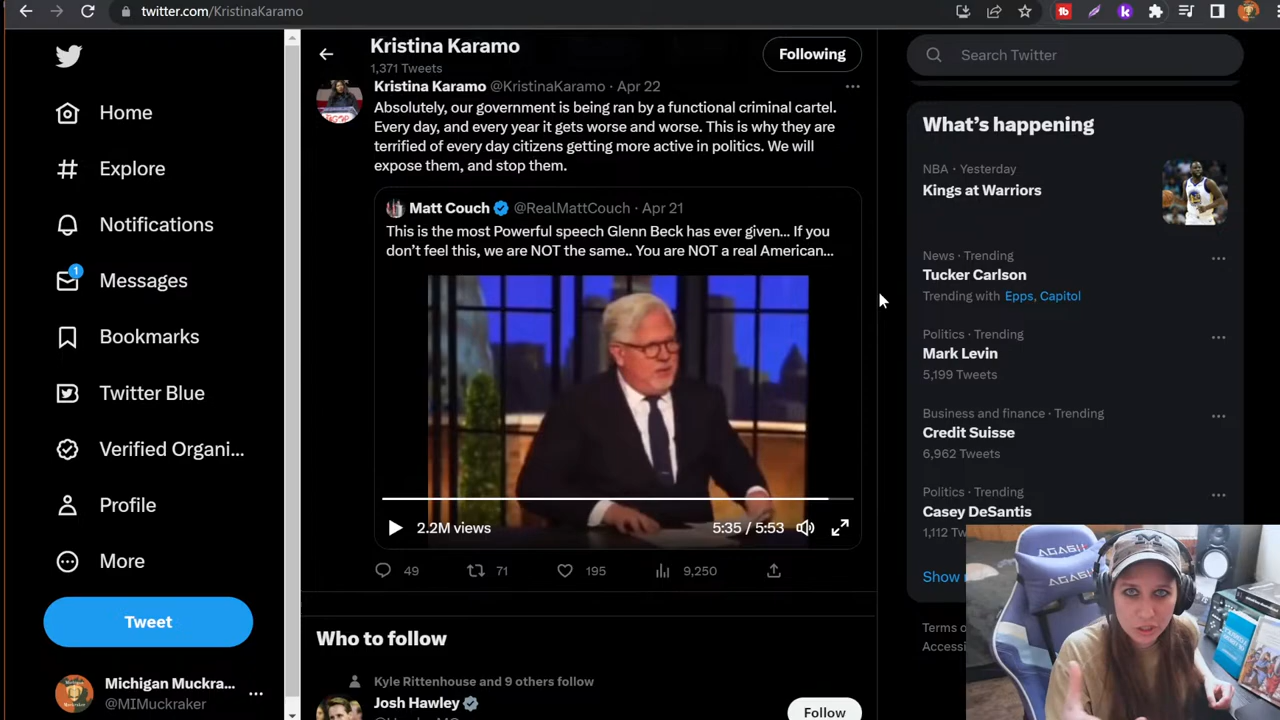 twitter.com/KristinaKaramo
Kristina Karamo
1,371 Tweets
Following
Search Twitter
Home
Explore
Notifications
1
Messages
Bookmarks
Twitter Blue
Verified Organi...
Profile
More
Tweet
Michigan Muckra...
@MIMuckraker
Kristina Karamo @KristinaKaramo · Apr 22
Absolutely, our government is being ran by a functional criminal cartel.
Every day, and every year it gets worse and worse. This is why they are
terrified of every day citizens getting more active in politics. We will
expose them, and stop them.
Matt Couch @RealMattCouch · Apr 21
This is the most Powerful speech Glenn Beck has ever given... If you
don’t feel this, we are NOT the same.. You are NOT a real American...
2.2M views
5:35 / 5:53
49
71
195
9,250
Who to follow
Kyle Rittenhouse and 9 others follow
Josh Hawley
Follow
What’s happening
NBA · Yesterday
Kings at Warriors
News · Trending
Tucker Carlson
Trending with Epps, Capitol
Politics · Trending
Mark Levin
5,199 Tweets
Business and finance · Trending
Credit Suisse
6,962 Tweets
Politics · Trending
Casey DeSantis
1,112 Tw
Show
Terms o
Accessi
AGABII